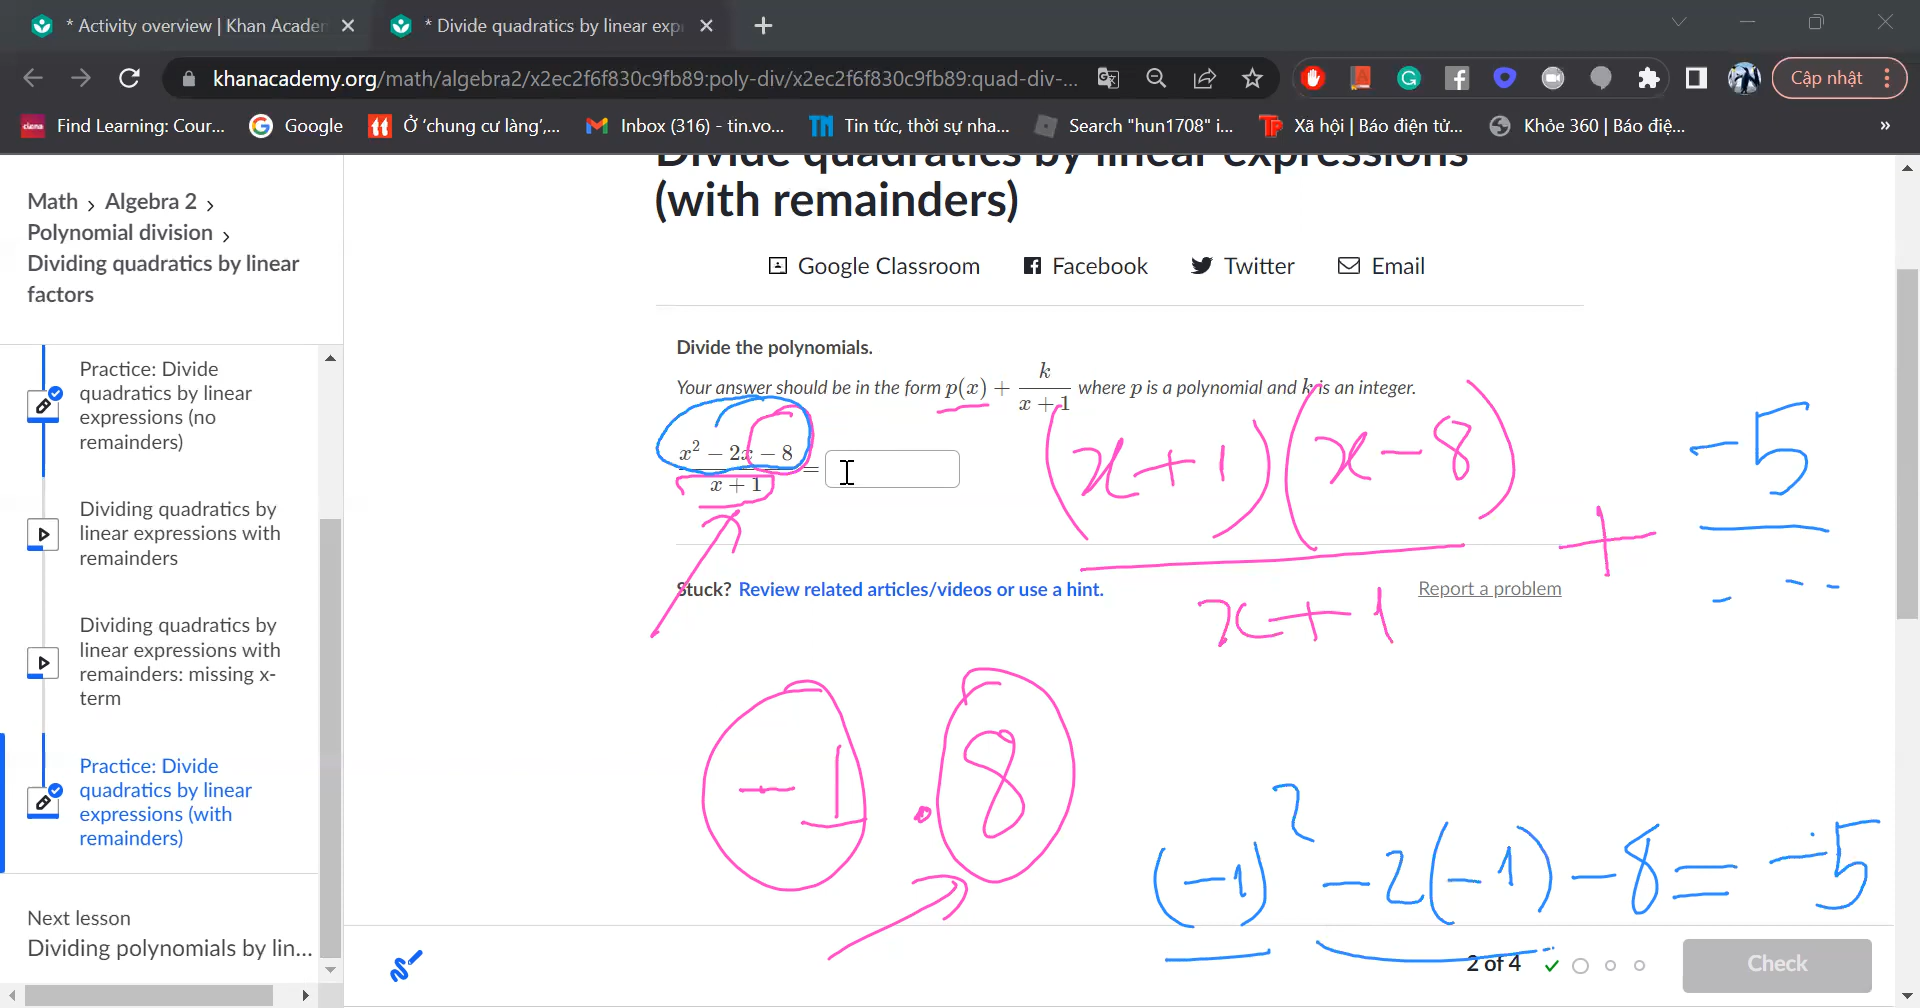 * Activity overview | Khan Academ
* Divide quadratics by linear exp
khanacademy.org/math/algebra2/x2ec2f6f830c9fb89:poly-div/x2ec2f6f830c9fb89:quad-div-...
Cập nhật
ciena Find Learning: Cour...
Google
Ở 'chung cư làng',...
Inbox (316) - tin.vo...
Tin tức, thời sự nha...
Search "hun1708" i...
Xã hội | Báo điện tử...
Khỏe 360 | Báo điệ...
»
Math > Algebra 2 >
Polynomial division >
Dividing quadratics by linear
factors
Practice: Divide
quadratics by linear
expressions (no
remainders)
Dividing quadratics by
linear expressions with
remainders
Dividing quadratics by
linear expressions with
remainders: missing x-
term
Practice: Divide
quadratics by linear
expressions (with
remainders)
Next lesson
Dividing polynomials by lin...
Divide quadratics by linear expressions
(with remainders)
Google Classroom
Facebook
Twitter
Email
Divide the polynomials.
Your answer should be in the form p(x) + k/(x + 1) where p is a polynomial and k is an integer.
(x² − 2x − 8)/(x + 1) =
(x+1)(x−8)
x+1
+
−5
Stuck? Review related articles/videos or use a hint.
Report a problem
−1 . 8
(−1)² − 2(−1) − 8 = −5
2 of 4
Check